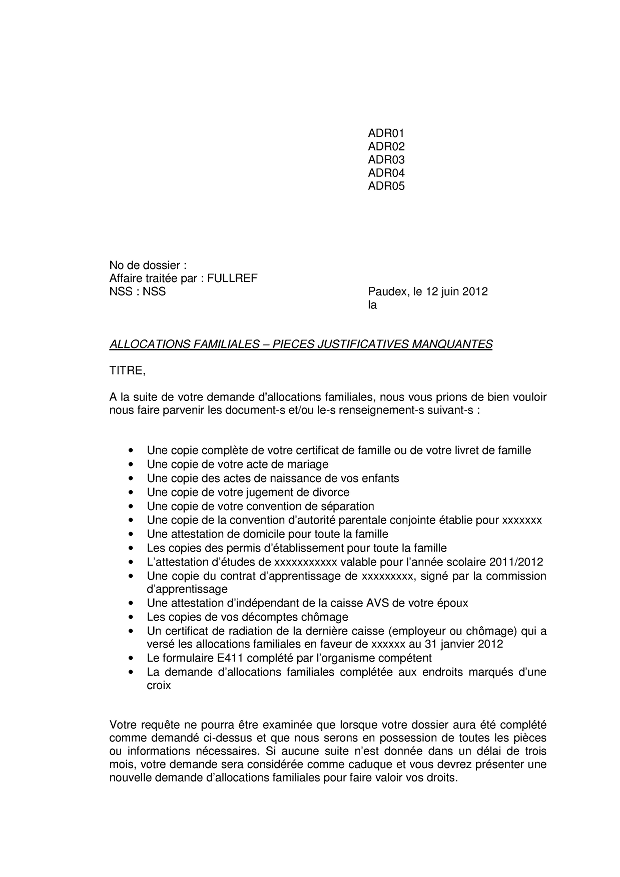 ADR01
ADR02
ADR03
ADR04
ADR05
No de dossier :
Affaire traitée par : FULLREF
NSS : NSS
Paudex, le 12 juin 2012
la
ALLOCATIONS FAMILIALES – PIECES JUSTIFICATIVES MANQUANTES
TITRE,
A la suite de votre demande d'allocations familiales, nous vous prions de bien vouloir
nous faire parvenir les document-s et/ou le-s renseignement-s suivant-s :
• Une copie complète de votre certificat de famille ou de votre livret de famille
• Une copie de votre acte de mariage
• Une copie des actes de naissance de vos enfants
• Une copie de votre jugement de divorce
• Une copie de votre convention de séparation
• Une copie de la convention d'autorité parentale conjointe établie pour xxxxxxx
• Une attestation de domicile pour toute la famille
• Les copies des permis d'établissement pour toute la famille
• L'attestation d'études de xxxxxxxxxxx valable pour l'année scolaire 2011/2012
• Une copie du contrat d'apprentissage de xxxxxxxxx, signé par la commission
d'apprentissage
• Une attestation d'indépendant de la caisse AVS de votre époux
• Les copies de vos décomptes chômage
• Un certificat de radiation de la dernière caisse (employeur ou chômage) qui a
versé les allocations familiales en faveur de xxxxxx au 31 janvier 2012
• Le formulaire E411 complété par l'organisme compétent
• La demande d'allocations familiales complétée aux endroits marqués d'une
croix
Votre requête ne pourra être examinée que lorsque votre dossier aura été complété
comme demandé ci-dessus et que nous serons en possession de toutes les pièces
ou informations nécessaires. Si aucune suite n'est donnée dans un délai de trois
mois, votre demande sera considérée comme caduque et vous devrez présenter une
nouvelle demande d'allocations familiales pour faire valoir vos droits.